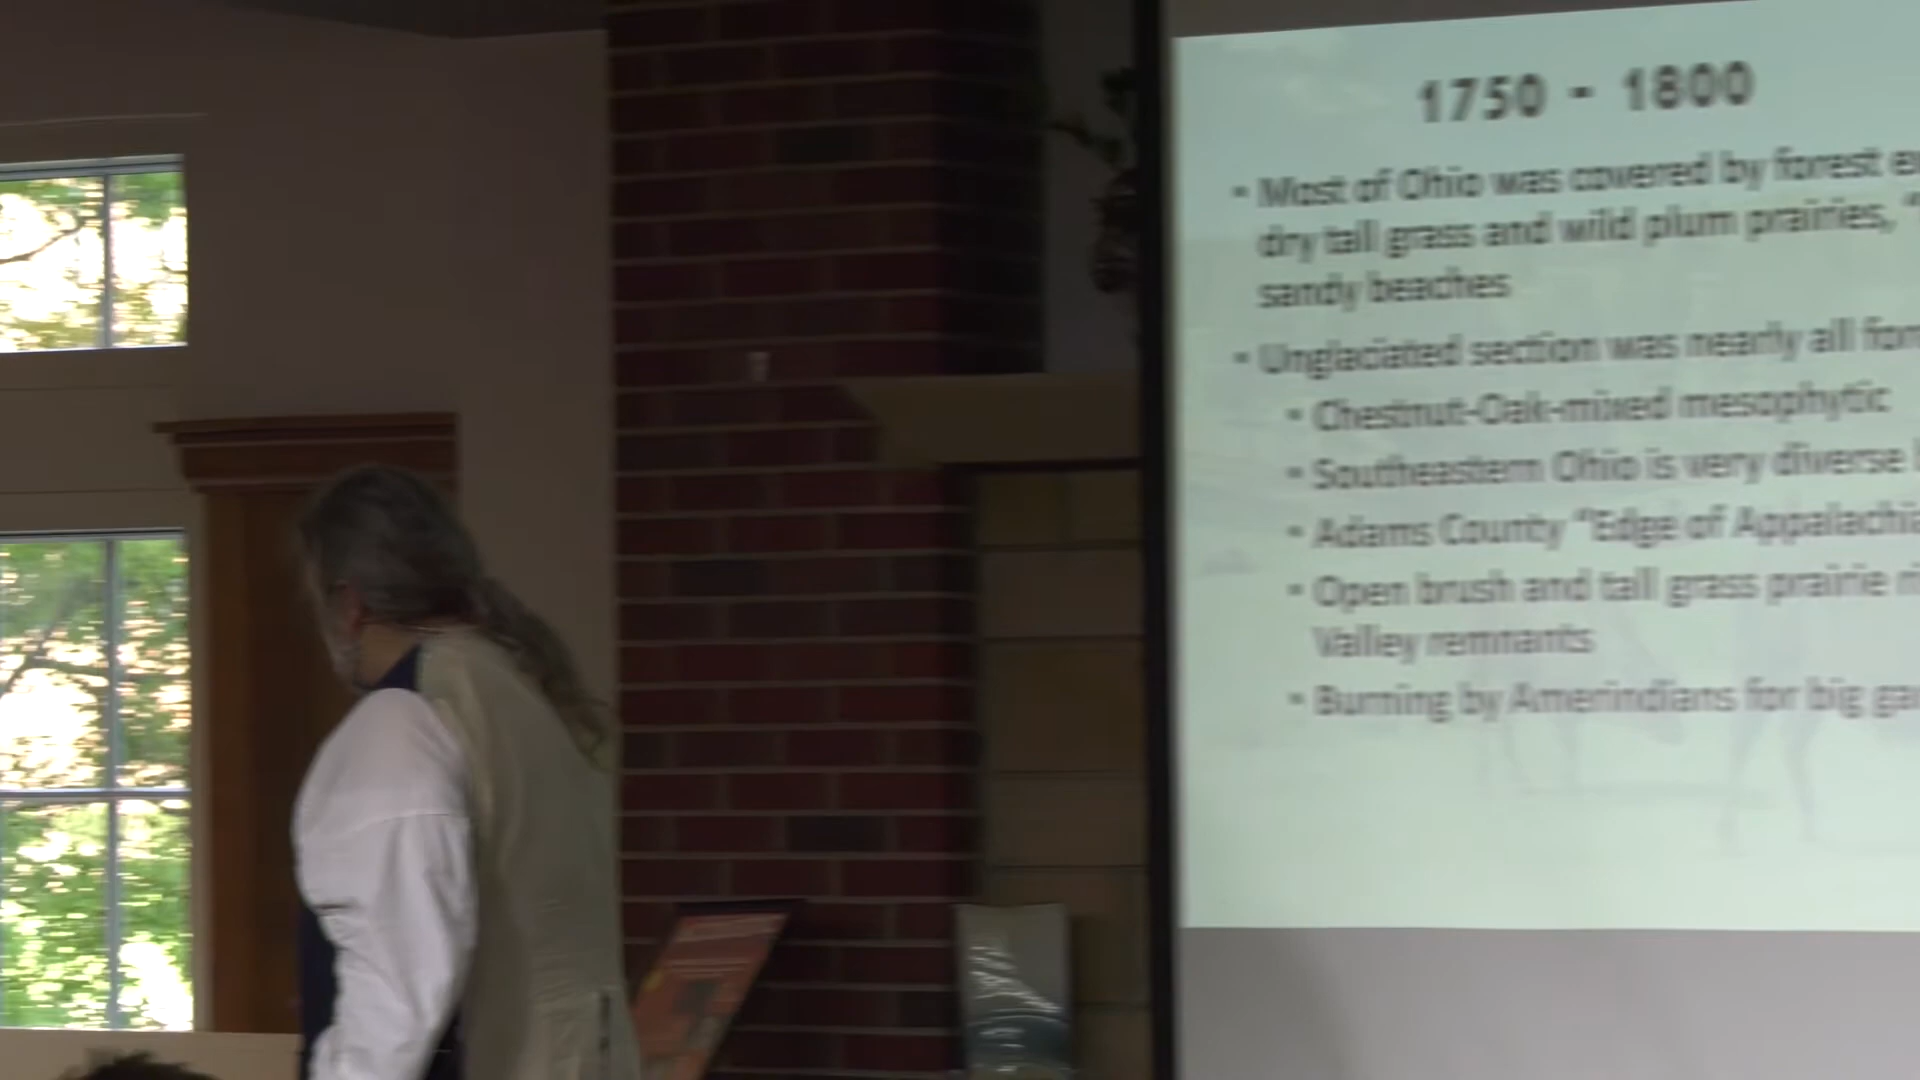 1750 - 1800
• Most of Ohio was covered by forest
dry tall grass and wild plum prairies, "
sandy beaches
• Unglaciated section was nearly all
• Chestnut-Oak-mixed mesophytic
• Southeastern Ohio is very diverse
• Adams County "Edge of Appalachia
• Open brush and tall grass prairie
Valley remnants
• Burning by Amerindians for big